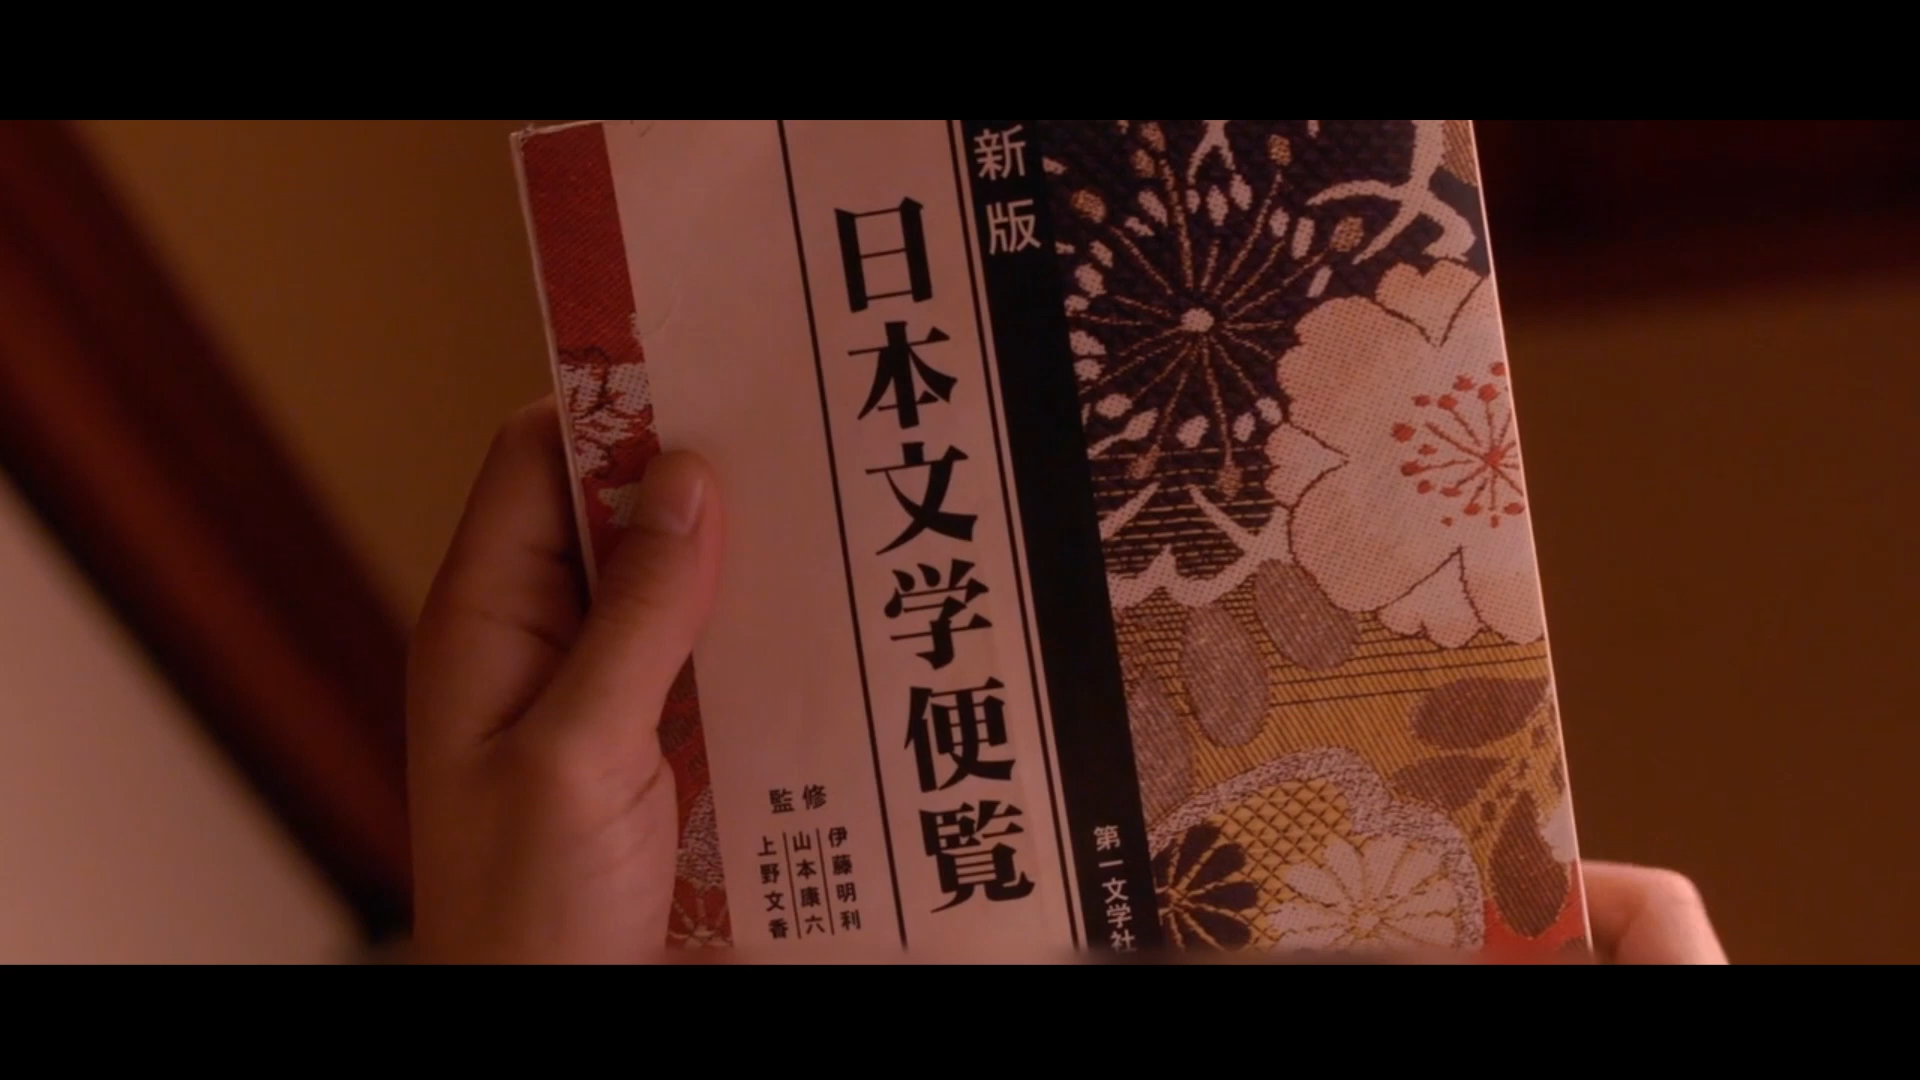 新版
日本文学便覧
監修
伊藤明利
山本康六
上野文香
第一文学社